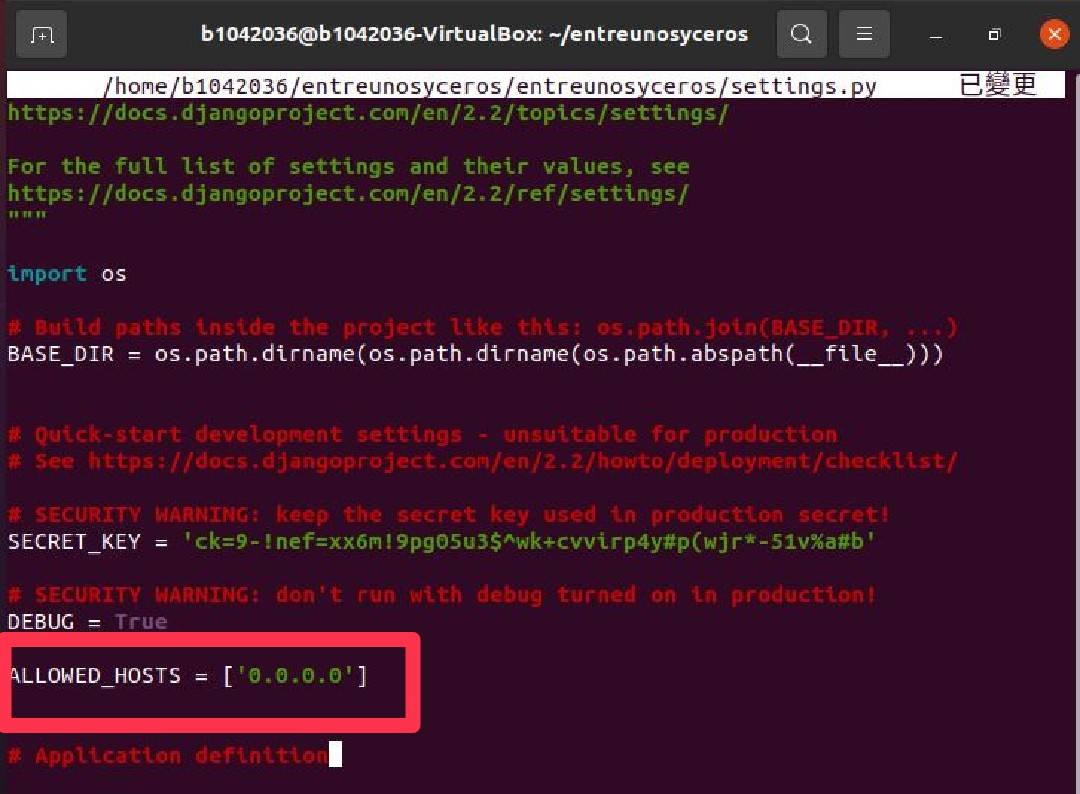 b1042036@b1042036-VirtualBox: ~/entreunosyceros
/home/b1042036/entreunosyceros/entreunosyceros/settings.py 已變更
https://docs.djangoproject.com/en/2.2/topics/settings/
For the full list of settings and their values, see
https://docs.djangoproject.com/en/2.2/ref/settings/
"""
import os
# Build paths inside the project like this: os.path.join(BASE_DIR, ...)
BASE_DIR = os.path.dirname(os.path.dirname(os.path.abspath(__file__)))
# Quick-start development settings - unsuitable for production
# See https://docs.djangoproject.com/en/2.2/howto/deployment/checklist/
# SECURITY WARNING: keep the secret key used in production secret!
SECRET_KEY = 'ck=9-!nef=xx6m!9pg05u3$^wk+cvvirp4y#p(wjr*-51v%a#b'
# SECURITY WARNING: don't run with debug turned on in production!
DEBUG = True
ALLOWED_HOSTS = ['0.0.0.0']
# Application definition